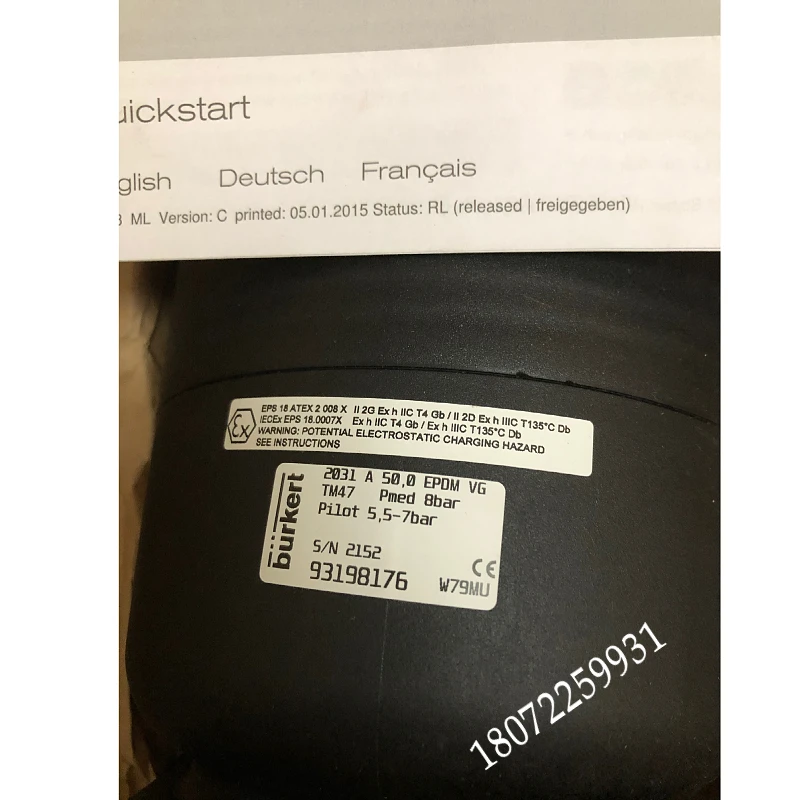 uickstart
glish Deutsch Français
3 ML Version: C printed: 05.01.2015 Status: RL (released | freigegeben)
Ex
EPS 18 ATEX 2 008 X II 2G Ex h IIC T4 Gb / II 2D Ex h IIIC T135°C Db
IECEx EPS 18.0007X Ex h IIC T4 Gb / Ex h IIIC T135°C Db
WARNING: POTENTIAL ELECTROSTATIC CHARGING HAZARD
SEE INSTRUCTIONS
bürkert
2031 A 50,0 EPDM VG
TM47 Pmed 8bar
Pilot 5,5-7bar
S/N 2152
93198176
CE
W79MU
18072259931